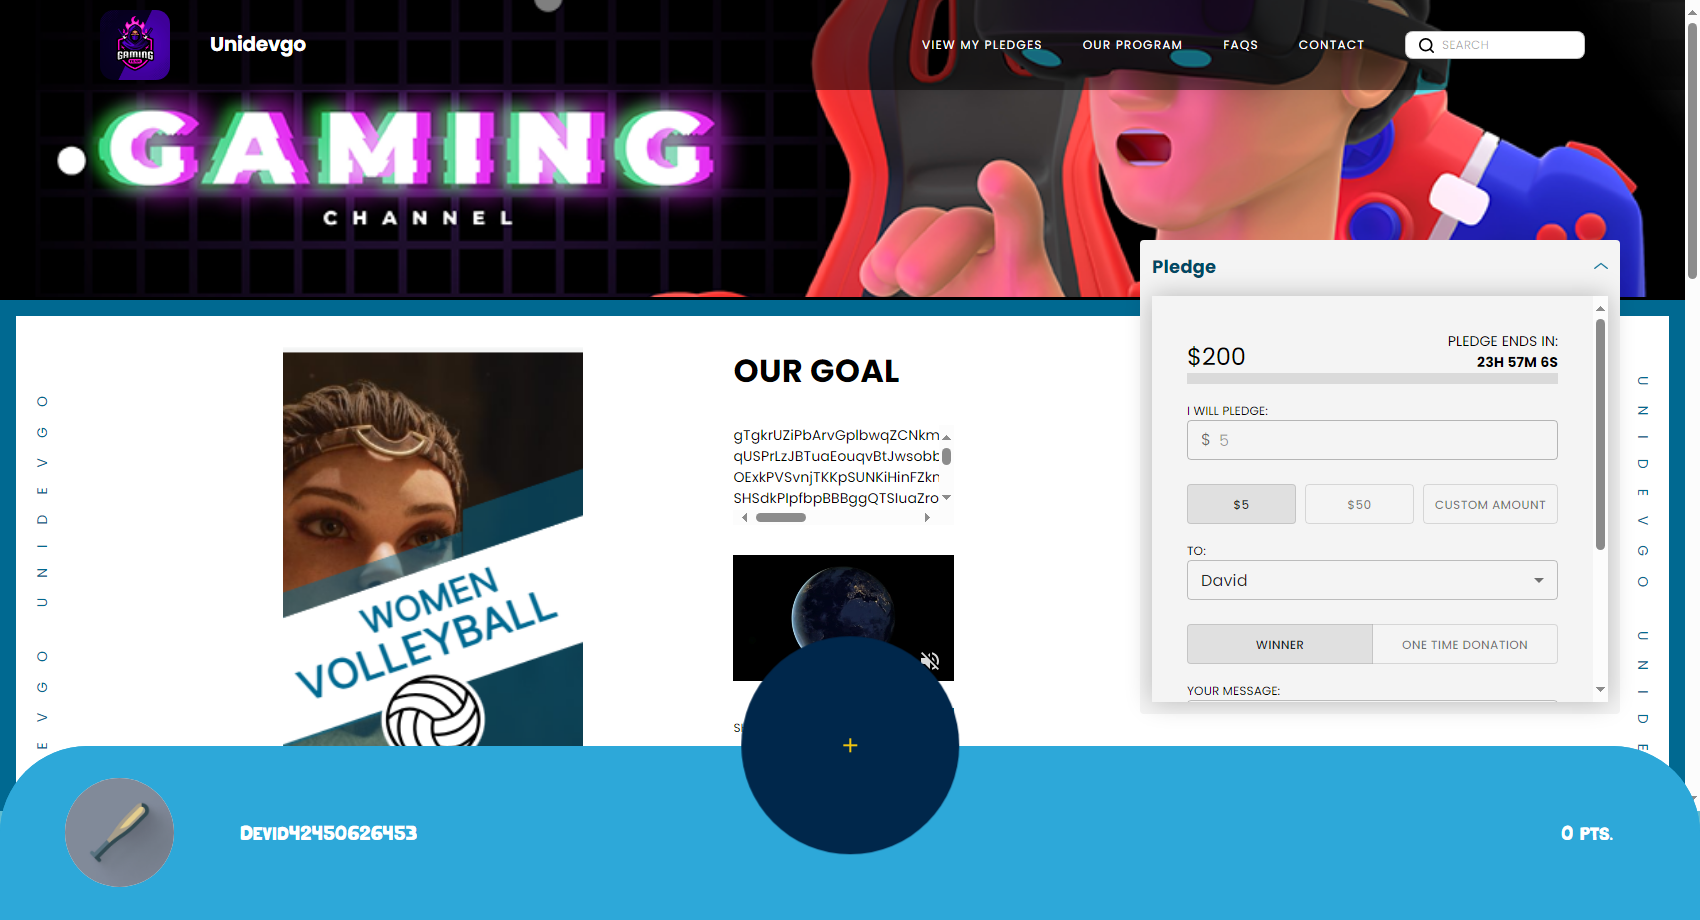 GAMING
Unidevgo
VIEW MY PLEDGES
OUR PROGRAM
FAQS
CONTACT
SEARCH
GAMING
CHANNEL
Pledge
$200
PLEDGE ENDS IN:
23H 57M 6S
I WILL PLEDGE:
$ 5
$5
$50
CUSTOM AMOUNT
TO:
David
WINNER
ONE TIME DONATION
YOUR MESSAGE:
OUR GOAL
gTgkrUZiPbArvGplbwqZCNkm
qUSPrLzJBTuaEouqvBtJwsobb
OExkPVSvnjTKKpSUNKiHinFZkn
WOMEN
VOLLEYBALL
EVGO UNIDEVGO
UNIDEVGO UNIDE
+
Devid42450626453
0 pts.